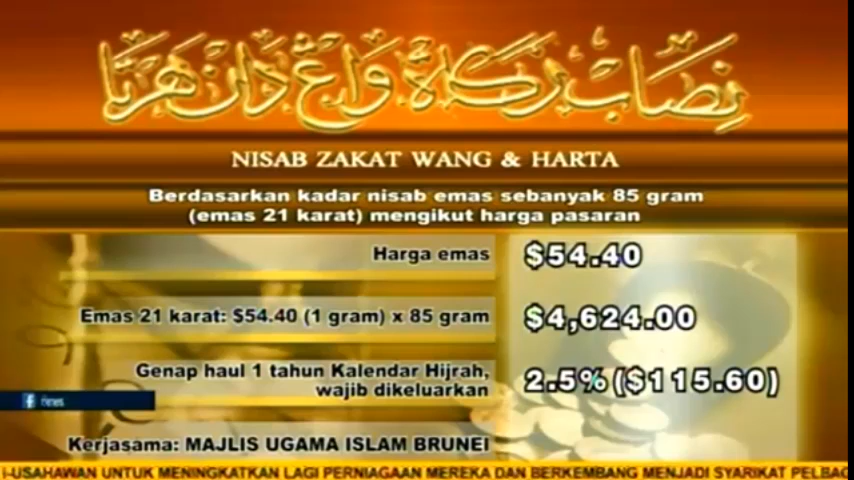 نصاب زكاة واڠ دان هرتا
NISAB ZAKAT WANG & HARTA
Berdasarkan kadar nisab emas sebanyak 85 gram
(emas 21 karat) mengikut harga pasaran
Harga emas $54.40
Emas 21 karat: $54.40 (1 gram) x 85 gram $4,624.00
Genap haul 1 tahun Kalendar Hijrah,
wajib dikeluarkan 2.5% ($115.60)
Kerjasama: MAJLIS UGAMA ISLAM BRUNEI
I-USAHAWAN UNTUK MENINGKATKAN LAGI PERNIAGAAN MEREKA DAN BERKEMBANG MENJADI SYARIKAT PELBAG